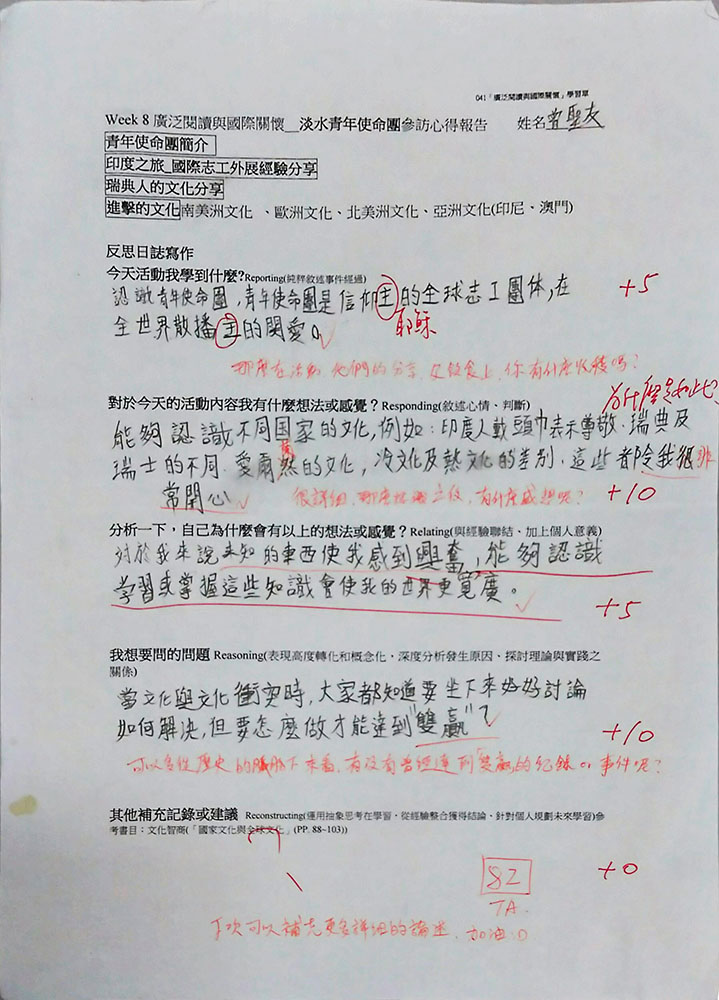 041「廣泛閱讀與國際關懷」學習單
Week 8 廣泛閱讀與國際關懷__淡水青年使命團參訪心得報告 姓名曾聖友
青年使命團簡介
印度之旅_國際志工外展經驗分享
瑞典人的文化分享
進擊的文化南美洲文化 、歐洲文化、北美洲文化、亞洲文化(印尼、澳門)
反思日誌寫作
今天活動我學到什麼?Reporting(純粹敘述事件經過)
認識青年使命團,青年使命團是信仰主的全球志工團体,在
+5
全世界散播主的關愛。
耶穌
那麼在活動、他們的分享、文飲食上,你有什麼收穫嗎?
為什麼是如此?
對於今天的活動內容我有什麼想法或感覺?Responding(敘述心情、判斷)
能夠認識不同国家的文化,例如:印度人戴頭巾表示尊敬、瑞典及
瑞士的不同、愛爾然的文化,冷文化及熱文化的差別,這些都令我很非
蘭
常開心
很詳細,那麼認識之後,有什麼感想呢?
+10
分析一下,自己為什麼會有以上的想法或感覺?Relating(與經驗聯結、加上個人意義)
對於我來說未知的東西使我感到興奮,能夠認識
学習或掌握這些知識會使我的世界更寬廣。
+5
我想要問的問題 Reasoning(表現高度轉化和概念化,深度分析發生原因、探討理論與實踐之
關係)
當文化與文化衝突時,大家都知道要坐下來好好討論
如何解決,但要怎麼做才能達到"雙贏"?
+10
可以去從歷史的脈胳下來看,有沒有曾經達到「雙贏」的紀錄 or 事件呢?
其他補充記錄或建議 Reconstructing(運用抽象思考在學習,從經驗整合獲得結論,針對個人規劃未來學習)參
考書目:文化智商(「國家文化與全球文化」(PP. 88~103))
+0
82
TA.
下次可以補充更多詳細的論述、加油:D